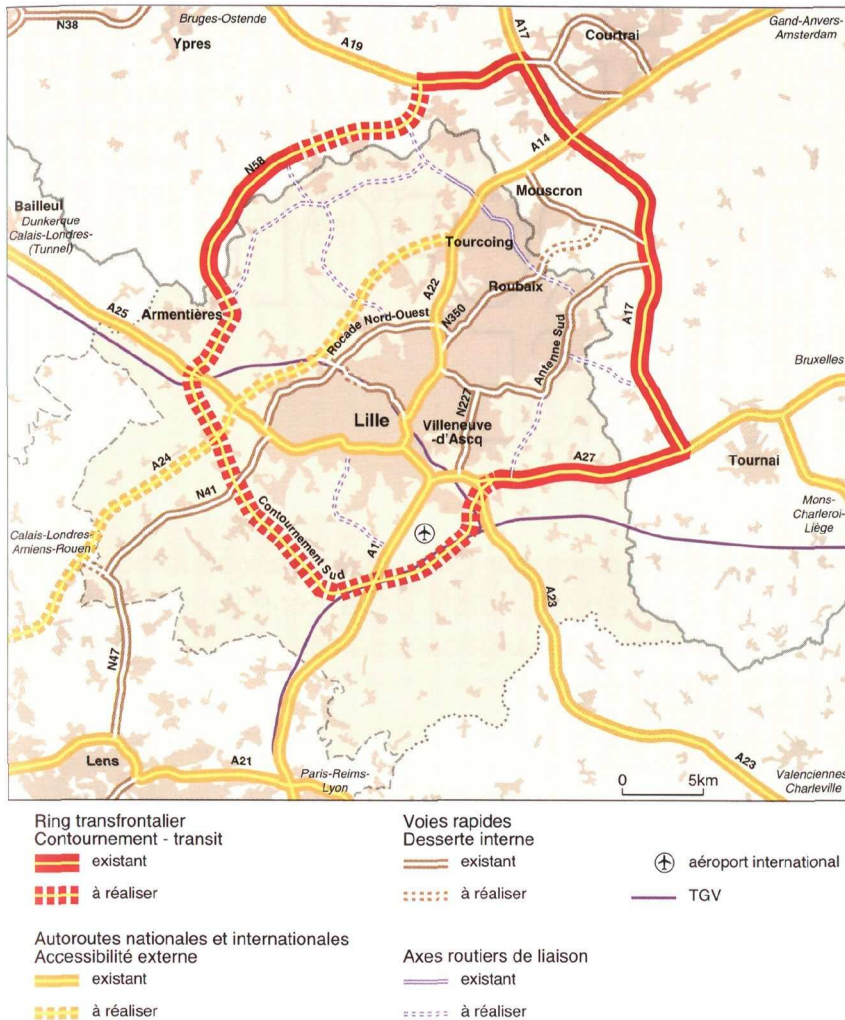 N38
Bruges-Ostende
Ypres
A19
A17
Courtrai
Gand-Anvers-
Amsterdam
A14
N58
Mouscron
Bailleul
Dunkerque
Calais-Londres-
(Tunnel)
Tourcoing
A25
Armentières
A22
Roubaix
Rocade Nord-Ouest
N350
A17
Antenne Sud
Bruxelles
Lille
N227
Villeneuve
-d'Ascq
A24
A27
Tournai
N41
Contournement Sud
Mons-
Charleroi-
Liège
Calais-Londres-
Amiens-Rouen
A1
A23
N47
Lens
A21
Paris-Reims-
Lyon
0 5km
A23
Valenciennes
Charleville
Ring transfrontalier
Contournement - transit
existant
à réaliser
Autoroutes nationales et internationales
Accessibilité externe
existant
à réaliser
Voies rapides
Desserte interne
existant
à réaliser
Axes routiers de liaison
existant
à réaliser
aéroport international
TGV